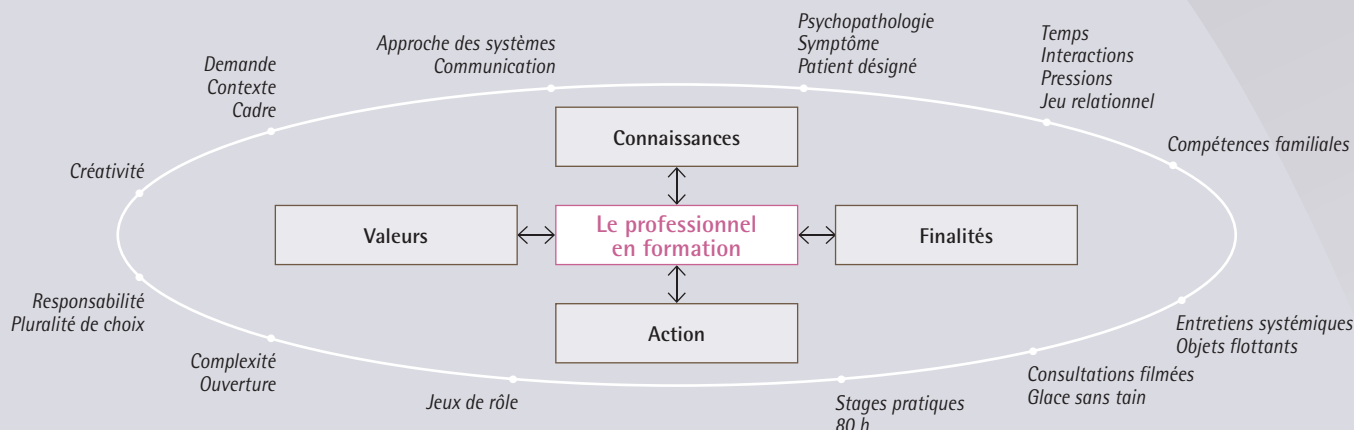 Psychopathologie
Symptôme
Patient désigné
Temps
Interactions
Pressions
Jeu relationnel
Approche des systèmes
Communication
Demande
Contexte
Cadre
Connaissances
Compétences familiales
Créativité
Valeurs
Le professionnel
en formation
Finalités
Responsabilité
Pluralité de choix
Action
Entretiens systémiques
Objets flottants
Complexité
Ouverture
Consultations filmées
Glace sans tain
Jeux de rôle
Stages pratiques
80 h